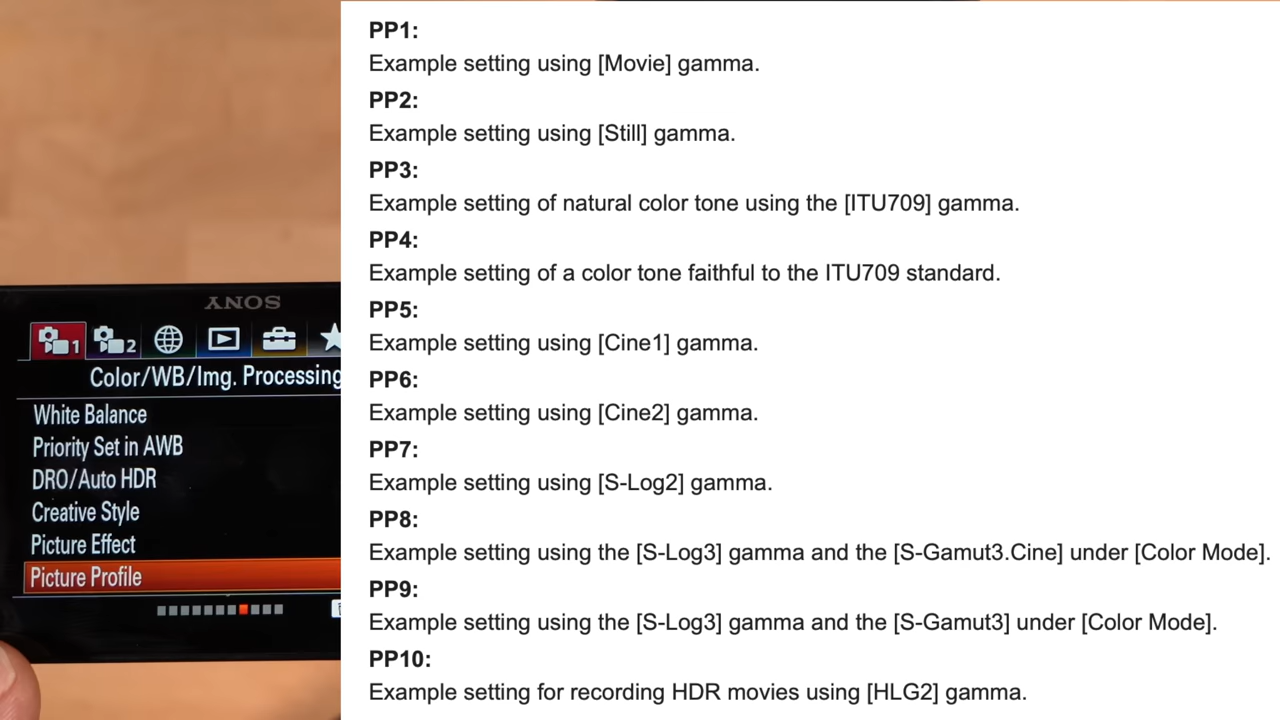 PP1:
Example setting using [Movie] gamma.
PP2:
Example setting using [Still] gamma.
PP3:
Example setting of natural color tone using the [ITU709] gamma.
PP4:
Example setting of a color tone faithful to the ITU709 standard.
PP5:
Example setting using [Cine1] gamma.
PP6:
Example setting using [Cine2] gamma.
PP7:
Example setting using [S-Log2] gamma.
PP8:
Example setting using the [S-Log3] gamma and the [S-Gamut3.Cine] under [Color Mode].
PP9:
Example setting using the [S-Log3] gamma and the [S-Gamut3] under [Color Mode].
PP10:
Example setting for recording HDR movies using [HLG2] gamma.
SONY
1 2
Color/WB/Img. Processing
White Balance
Priority Set in AWB
DRO/Auto HDR
Creative Style
Picture Effect
Picture Profile